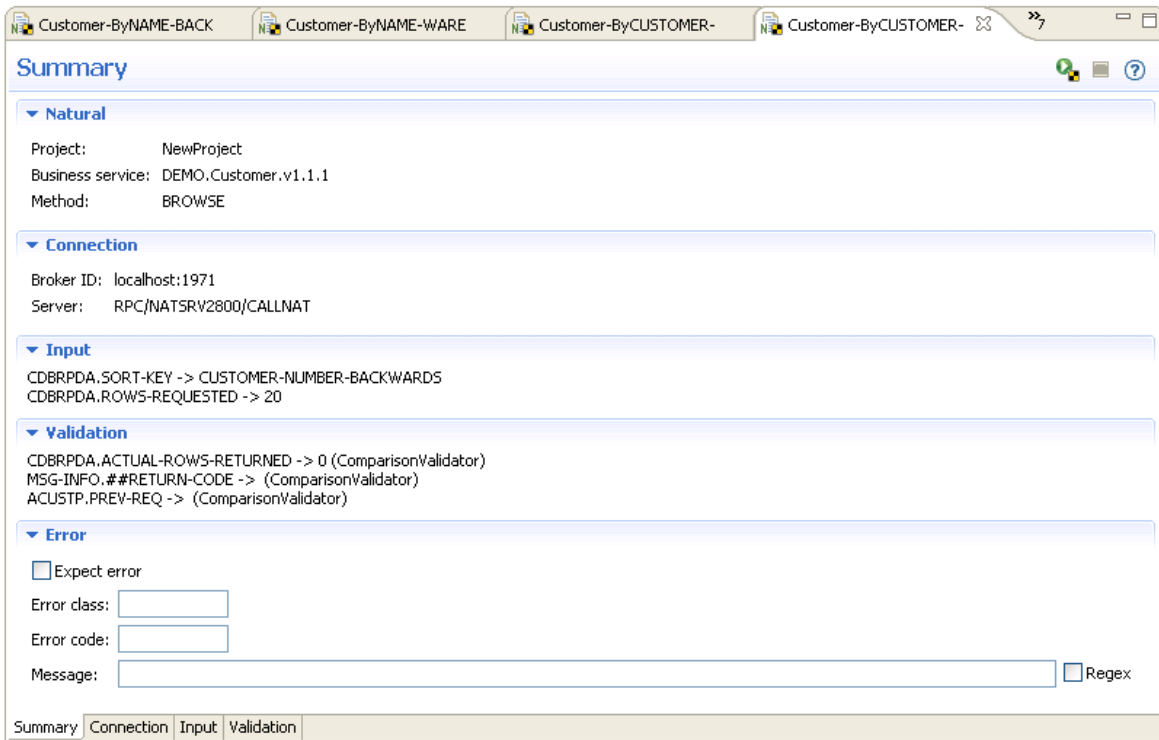 Customer-ByNAME-BACK Customer-ByNAME-WARE Customer-ByCUSTOMER- Customer-ByCUSTOMER- »7
Summary
Natural
Project: NewProject
Business service: DEMO.Customer.v1.1.1
Method: BROWSE
Connection
Broker ID: localhost:1971
Server: RPC/NATSRV2800/CALLNAT
Input
CDBRPDA.SORT-KEY -> CUSTOMER-NUMBER-BACKWARDS
CDBRPDA.ROWS-REQUESTED -> 20
Validation
CDBRPDA.ACTUAL-ROWS-RETURNED -> 0 (ComparisonValidator)
MSG-INFO.##RETURN-CODE -> (ComparisonValidator)
ACUSTP.PREV-REQ -> (ComparisonValidator)
Error
Expect error
Error class:
Error code:
Message: Regex
Summary Connection Input Validation